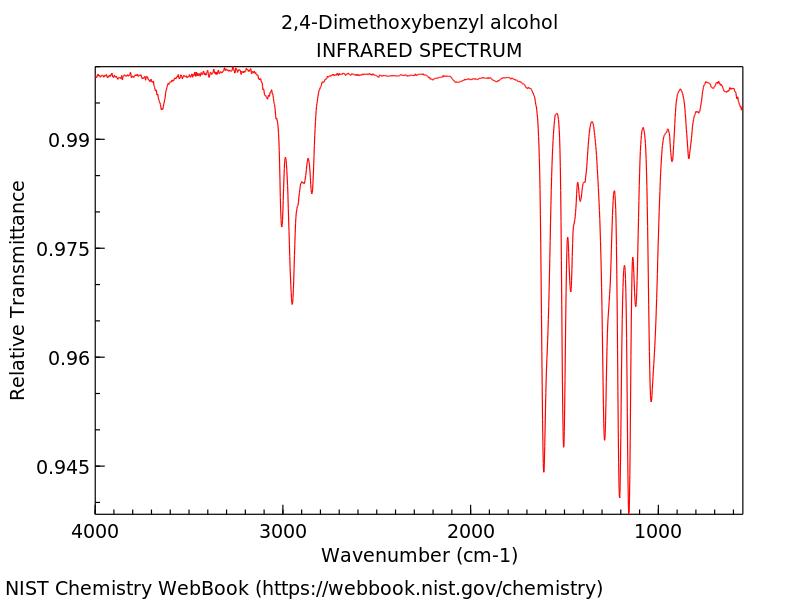 2,4-Dimethoxybenzyl alcohol
INFRARED SPECTRUM
Relative Transmittance
0.99
0.975
0.96
0.945
4000 3000 2000 1000
Wavenumber (cm-1)
NIST Chemistry WebBook (https://webbook.nist.gov/chemistry)